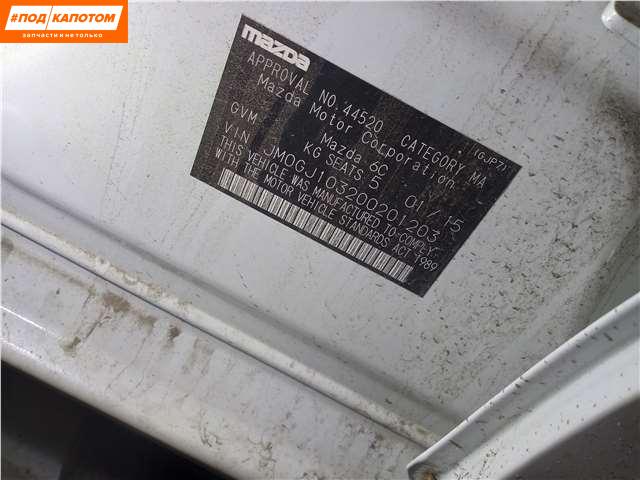 #ПОД КАПОТОМ
запчасти не только
mazda
APPROVAL NO. 44520 CATEGORY MA
Mazda Motor Corporation
Mazda 6C 01/15
GVM KG SEATS 5
VIN JM0GJ103200201203
THIS VEHICLE WAS MANUFACTURED TO COMPLY
WITH THE MOTOR VEHICLE STANDARDS ACT 1989